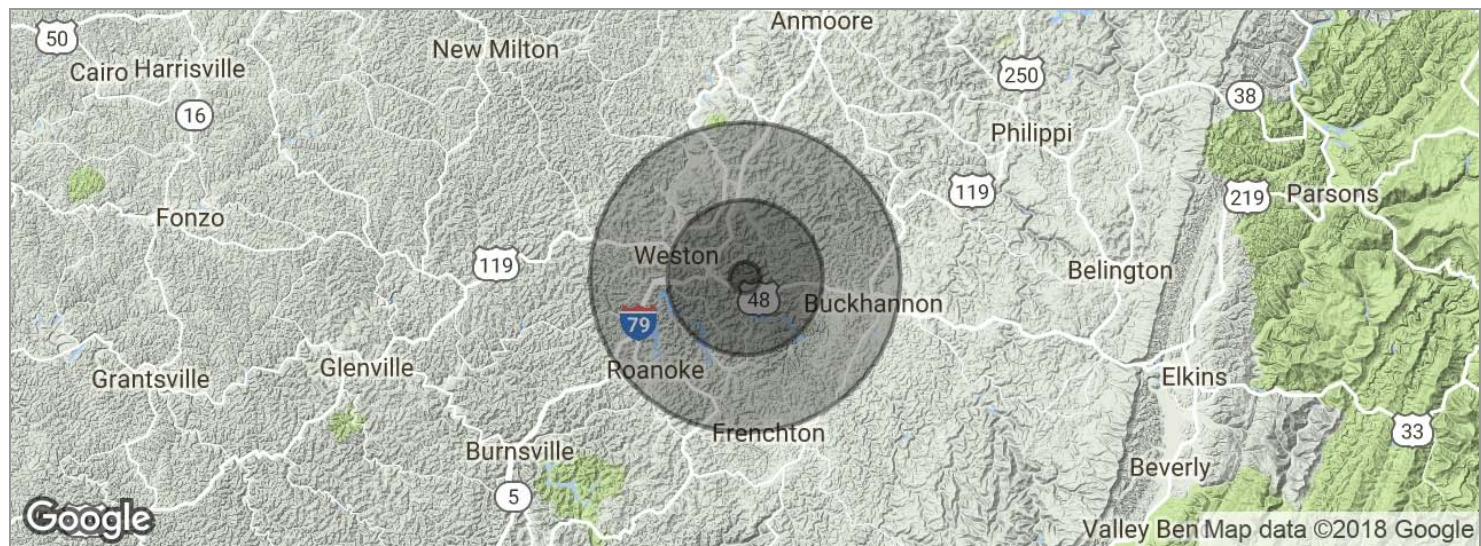 Anmoore
50
New Milton
Cairo
Harrisville
250
38
16
Philippi
119
219
Parsons
Fonzo
Weston
119
Belington
48
Buckhannon
79
Glenville
Roanoke
Grantsville
Elkins
Frenchton
33
Burnsville
Beverly
5
Google
Valley Ben
Map data ©2018 Google